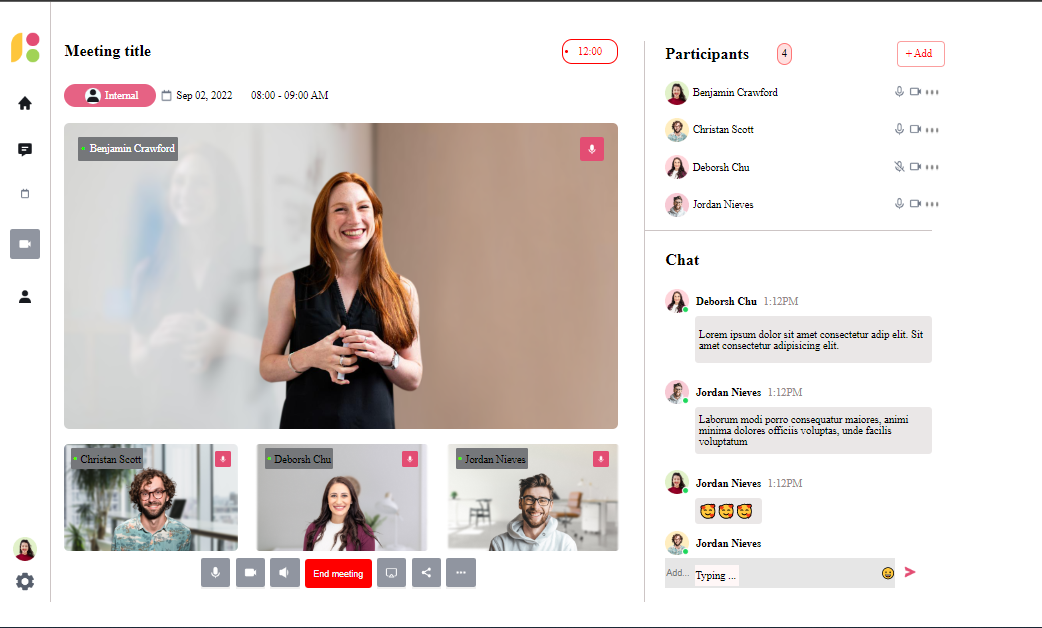 Meeting title
12:00
Internal
Sep 02, 2022
08:00 - 09:00 AM
Benjamin Crawford
Christan Scott
Deborsh Chu
Jordan Nieves
End meeting
Participants
4
+ Add
Benjamin Crawford
Christan Scott
Deborsh Chu
Jordan Nieves
Chat
Deborsh Chu 1:12PM
Lorem ipsum dolor sit amet consectetur adip elit. Sit
amet consectetur adipisicing elit.
Jordan Nieves 1:12PM
Laborum modi porro consequatur maiores, animi
minima dolores officiis voluptas, unde facilis
voluptatum
Jordan Nieves 1:12PM
🥰🥰🥰
Jordan Nieves
Add...
Typing ...